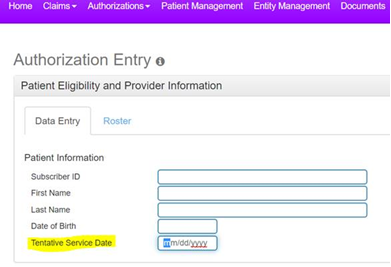 Home Claims Authorizations Patient Management Entity Management Documents
Authorization Entry
Patient Eligibility and Provider Information
Data Entry Roster
Patient Information
Subscriber ID
First Name
Last Name
Date of Birth
Tentative Service Date mm/dd/yyyy